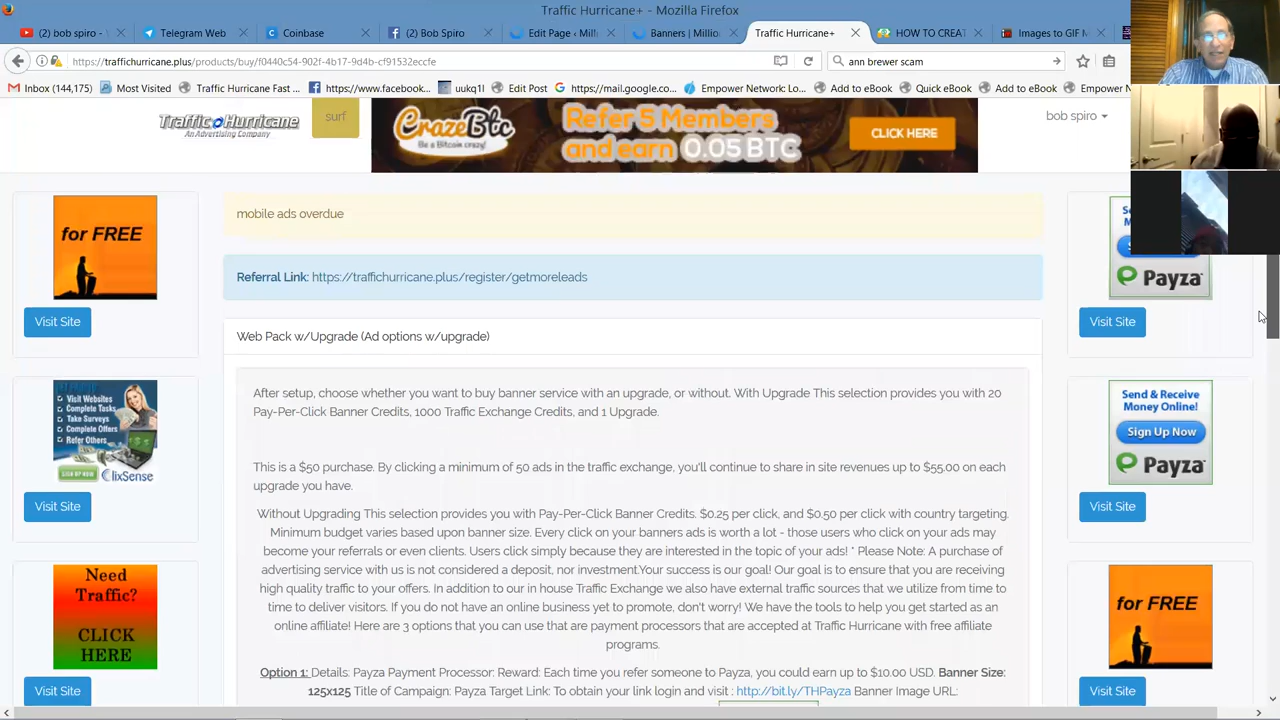 Traffic Hurricane+ - Mozilla Firefox
(2) bob spiro -
Telegram Web
Coinbase
(2) Bob Spiro
Edit Page ‹ Milli
Banners | Million
Traffic Hurricane+
HOW TO CREAT
Images to GIF M
https://traffichurricane.plus/products/buy/f0440c54-902f-4b17-9d4b-cf91532ec
ann brewer scam
Inbox (144,175)
Most Visited
Traffic Hurricane Fast ...
https://www.facebook...
uukq1l
Edit Post
https://mail.google.co...
Empower Network: Lo...
Add to eBook
Quick eBook
Add to eBook
Empower
Traffic Hurricane
An Advertising Company
surf
CrazeBtc
Be a Bitcoin crazy!
Refer 5 Members
and earn 0.05 BTC
CLICK HERE
bob spiro
for FREE
Visit Site
Visit Websites
Complete Tasks
Take Surveys
Complete Offers
Refer Others
SIGN UP NOW
ClixSense
Visit Site
Need
Traffic?
CLICK
HERE
Visit Site
mobile ads overdue
Referral Link: https://traffichurricane.plus/register/getmoreleads
Web Pack w/Upgrade (Ad options w/upgrade)
After setup, choose whether you want to buy banner service with an upgrade, or without. With Upgrade This selection provides you with 20
Pay-Per-Click Banner Credits, 1000 Traffic Exchange Credits, and 1 Upgrade.
This is a $50 purchase. By clicking a minimum of 50 ads in the traffic exchange, you'll continue to share in site revenues up to $55.00 on each
upgrade you have.
Without Upgrading This selection provides you with Pay-Per-Click Banner Credits. $0.25 per click, and $0.50 per click with country targeting.
Minimum budget varies based upon banner size. Every click on your banners ads is worth a lot - those users who click on your ads may
become your referrals or even clients. Users click simply because they are interested in the topic of your ads! * Please Note: A purchase of
advertising service with us is not considered a deposit, nor investment.Your success is our goal! Our goal is to ensure that you are receiving
high quality traffic to your offers. In addition to our inhouse Traffic Exchange we also have external traffic sources that we utilize from time to
time to deliver visitors. If you do not have an online business yet to promote, don't worry! We have the tools to help you get started as an
online affiliate! Here are 3 options that you can use that are payment processors that are accepted at Traffic Hurricane with free affiliate
programs.
Option 1: Details: Payza Payment Processor: Reward: Each time you refer someone to Payza, you could earn up to $10.00 USD. Banner Size:
125x125 Title of Campaign: Payza Target Link: To obtain your link login and visit : http://bit.ly/THPayza Banner Image URL:
Payza
Visit Site
Send & Receive
Money Online!
Sign Up Now
Payza
Visit Site
for FREE
Visit Site